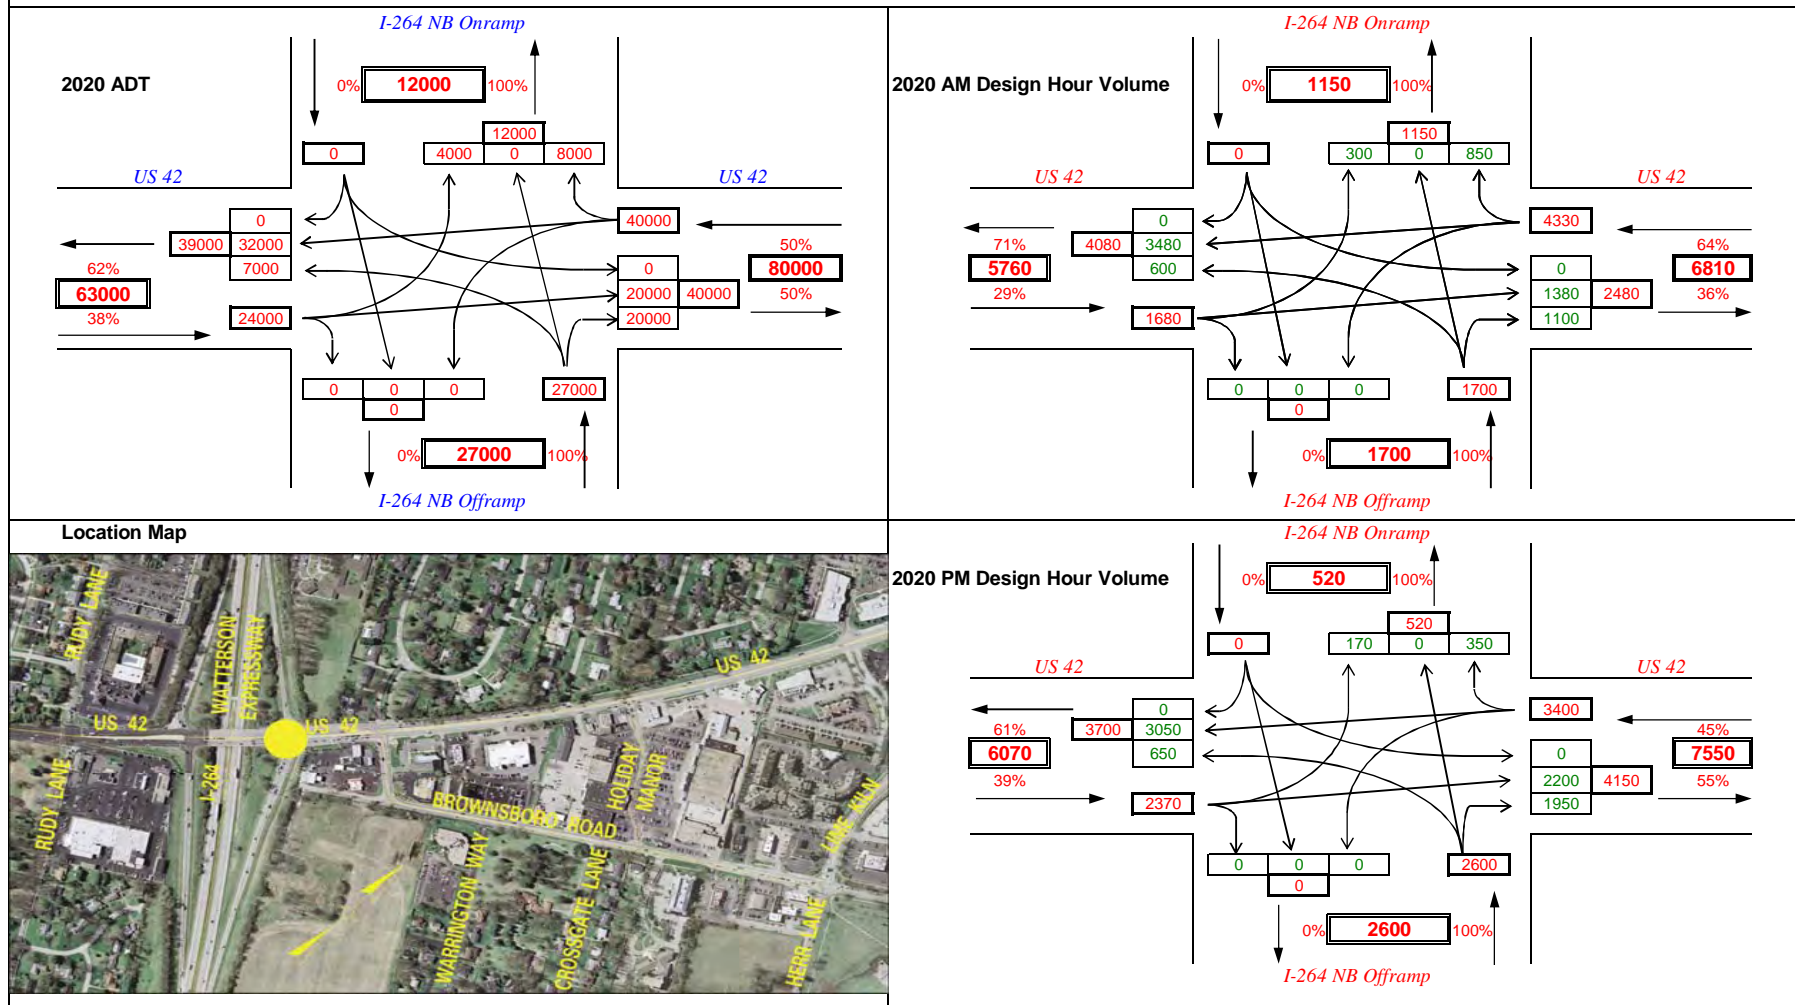 I-264 NB Onramp
2020 ADT
0% 12000 100%
12000
0 4000 0 8000
US 42 US 42
0 40000
39000 32000 50%
62% 7000 0 80000
63000 20000 40000 50%
38% 24000 20000
0 0 0 27000
0
0% 27000 100%
I-264 NB Offramp
I-264 NB Onramp
2020 AM Design Hour Volume
0% 1150 100%
1150
0 300 0 850
US 42 US 42
0 4330
71% 4080 3480 64%
5760 600 0 6810
29% 1380 2480 36%
1680 1100
0 0 0 1700
0
0% 1700 100%
I-264 NB Offramp
Location Map
RUDY LANE
WATTERSON
EXPRESSWAY
US 42
US 42
US 42
RUDY LANE
I-264
HOLIDAY
MANOR
BROWNSBORO ROAD
LIME KILN
WARRINGTON WAY
CROSSGATE LANE
HERR LANE
I-264 NB Onramp
2020 PM Design Hour Volume
0% 520 100%
520
0 170 0 350
US 42 US 42
0 3400
61% 3700 3050 45%
6070 650 0 7550
39% 2200 4150 55%
2370 1950
0 0 0 2600
0
0% 2600 100%
I-264 NB Offramp